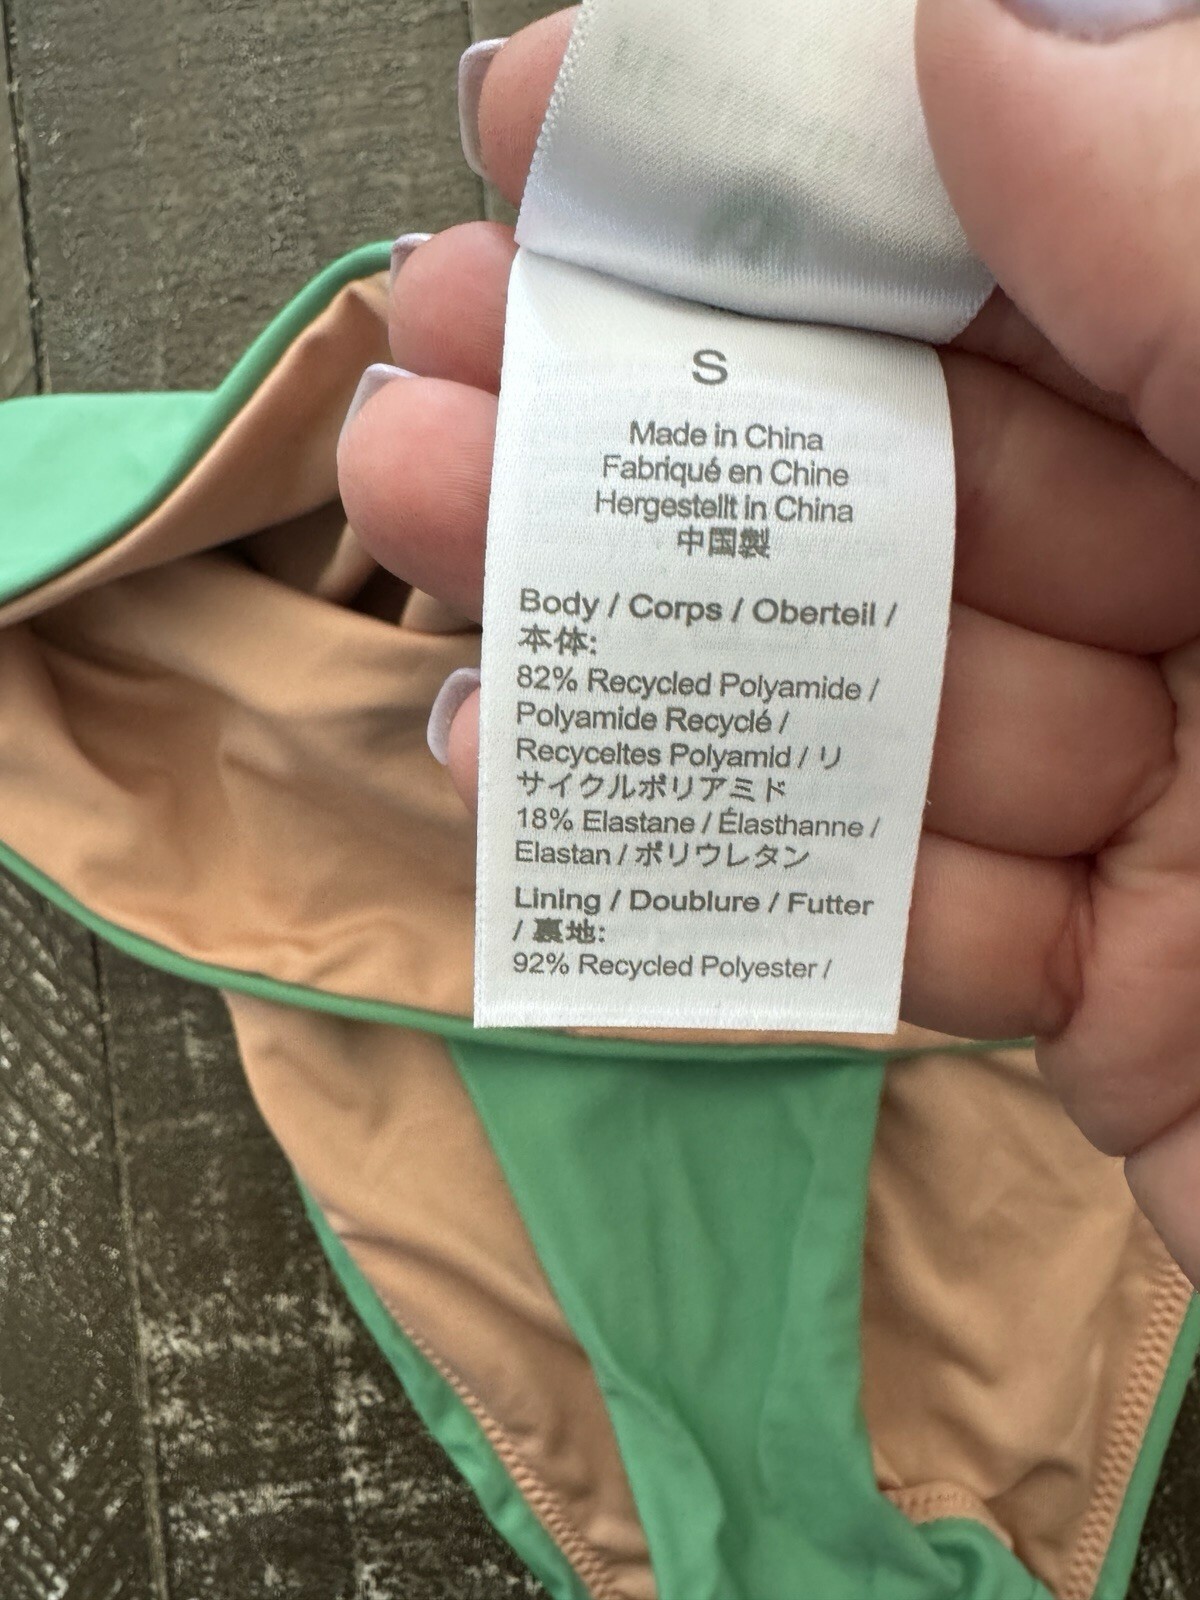 S
Made in China
Fabriqué en Chine
Hergestellt in China
中国製
Body / Corps / Oberteil /
本体:
82% Recycled Polyamide /
Polyamide Recyclé /
Recyceltes Polyamid / リ
サイクルポリアミド
18% Elastane / Élasthanne /
Elastan / ポリウレタン
Lining / Doublure / Futter
/ 裏地:
92% Recycled Polyester /